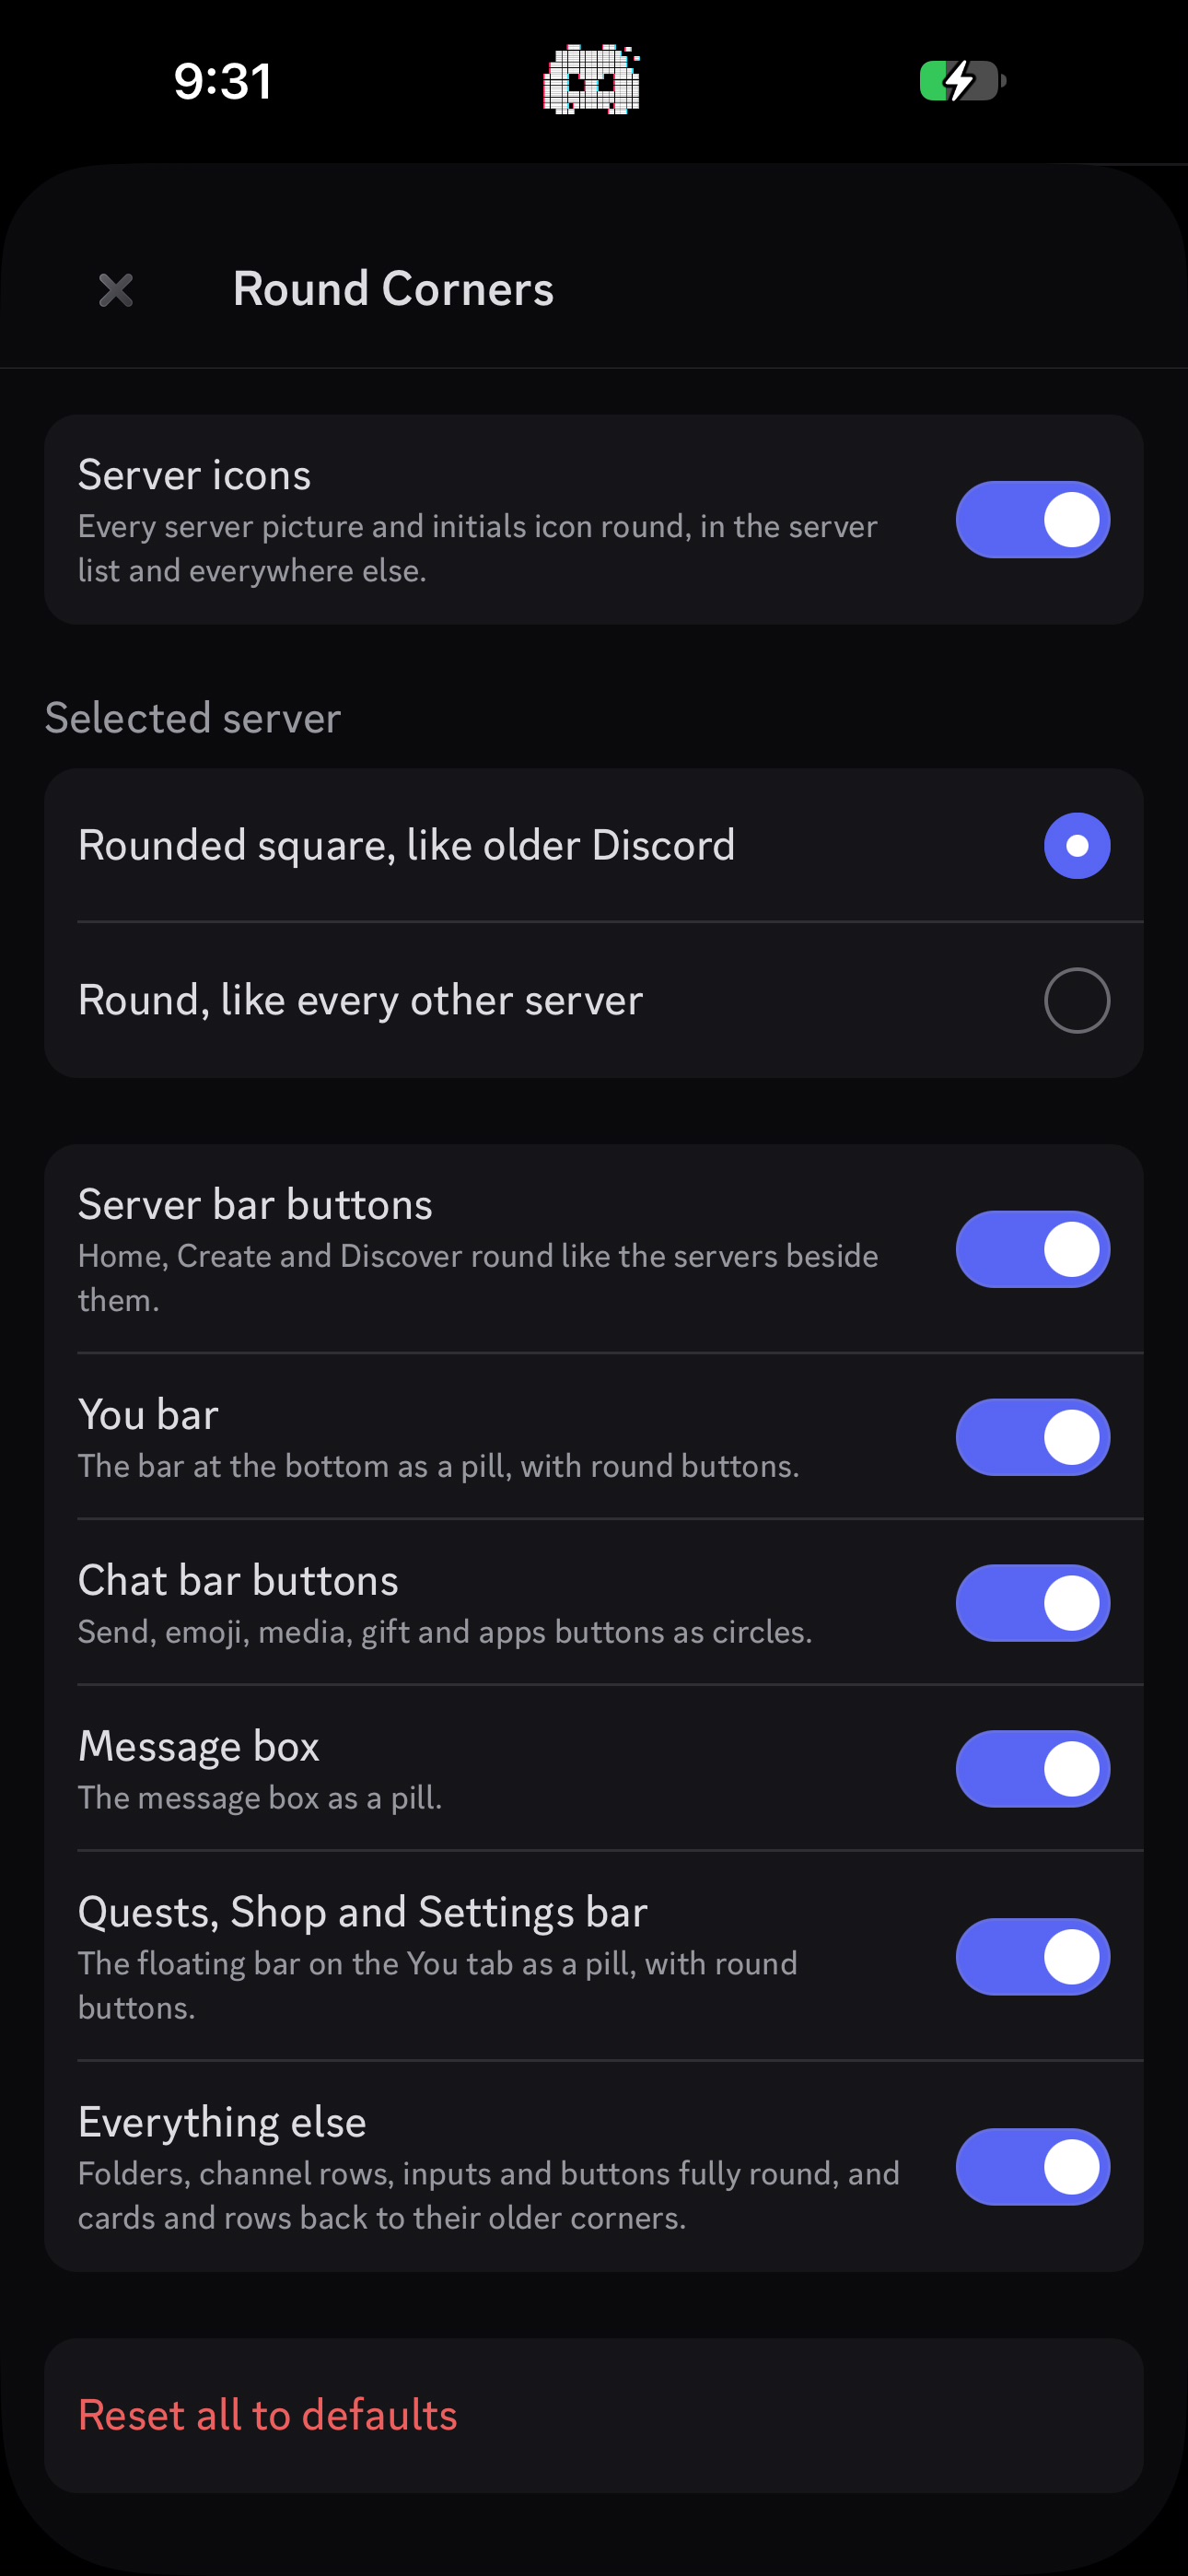 9:31
Round Corners
Server icons
Every server picture and initials icon round, in the server
list and everywhere else.
Selected server
Rounded square, like older Discord
Round, like every other server
Server bar buttons
Home, Create and Discover round like the servers beside
them.
You bar
The bar at the bottom as a pill, with round buttons.
Chat bar buttons
Send, emoji, media, gift and apps buttons as circles.
Message box
The message box as a pill.
Quests, Shop and Settings bar
The floating bar on the You tab as a pill, with round
buttons.
Everything else
Folders, channel rows, inputs and buttons fully round, and
cards and rows back to their older corners.
Reset all to defaults